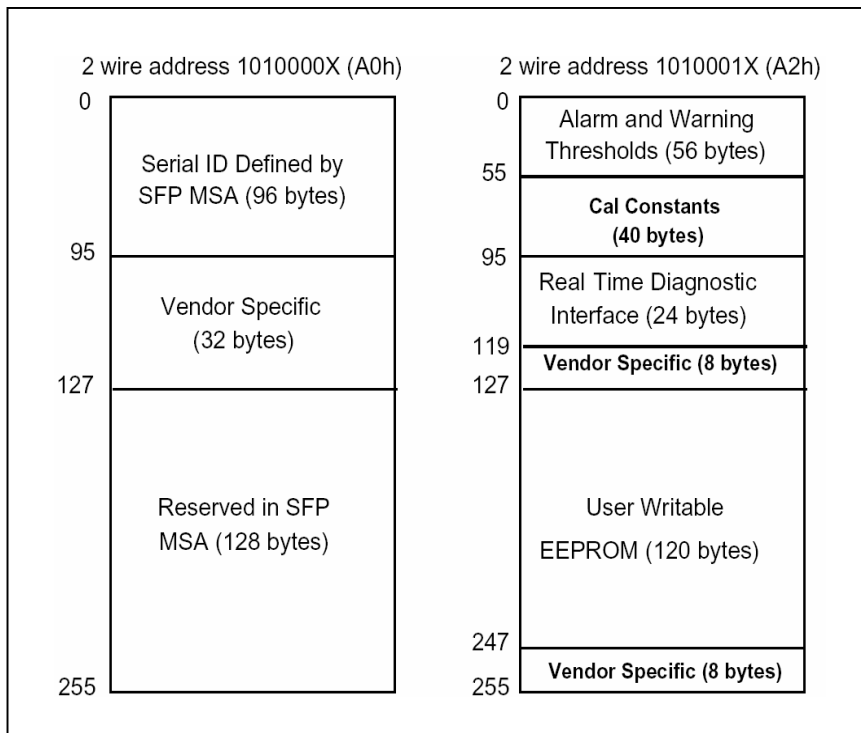 2 wire address 1010000X (A0h)
0
Serial ID Defined by
SFP MSA (96 bytes)
95
Vendor Specific
(32 bytes)
127
Reserved in SFP
MSA (128 bytes)
255
2 wire address 1010001X (A2h)
0
Alarm and Warning
Thresholds (56 bytes)
55
Cal Constants
(40 bytes)
95
Real Time Diagnostic
Interface (24 bytes)
119
Vendor Specific (8 bytes)
127
User Writable
EEPROM (120 bytes)
247
Vendor Specific (8 bytes)
255